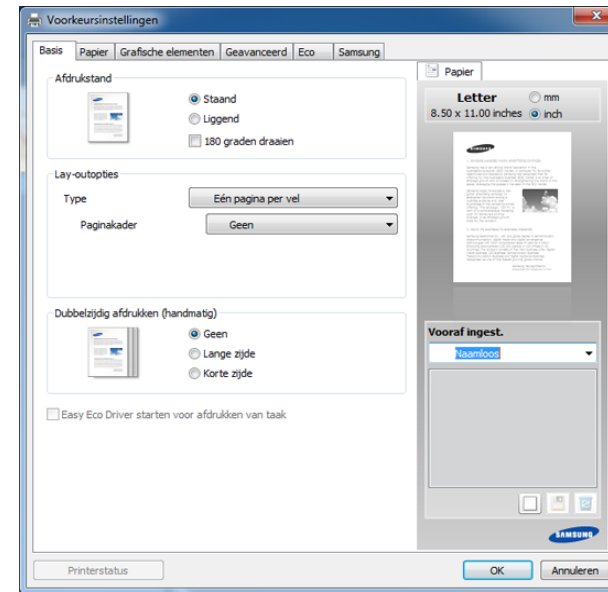 Voorkeursinstellingen
Basis Papier Grafische elementen Geavanceerd Eco Samsung
Afdrukstand
Staand
Liggend
180 graden draaien
Lay-outopties
Type Eén pagina per vel
Paginakader Geen
Dubbelzijdig afdrukken (handmatig)
Geen
Lange zijde
Korte zijde
Easy Eco Driver starten voor afdrukken van taak
Papier
Letter mm
8.50 x 11.00 inches inch
SAMSUNG
Vooraf ingest.
Naamloos
SAMSUNG
Printerstatus OK Annuleren